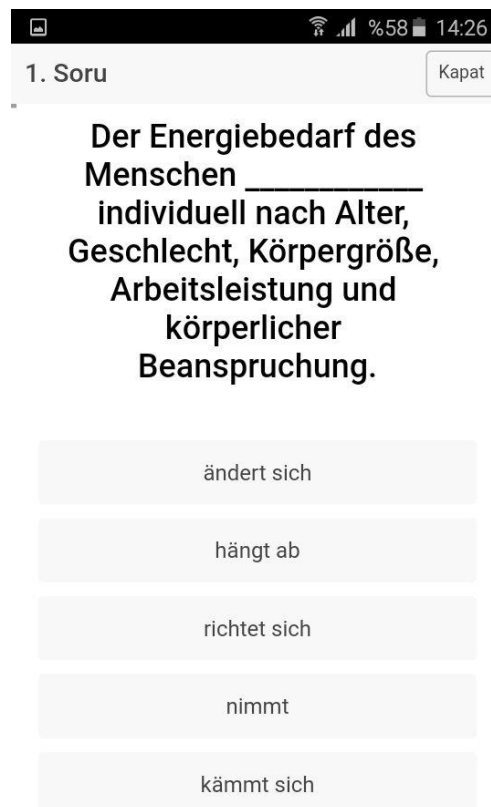 %58 14:26
1. Soru
Kapat
Der Energiebedarf des
Menschen ____________
individuell nach Alter,
Geschlecht, Körpergröße,
Arbeitsleistung und
körperlicher
Beanspruchung.
ändert sich
hängt ab
richtet sich
nimmt
kämmt sich